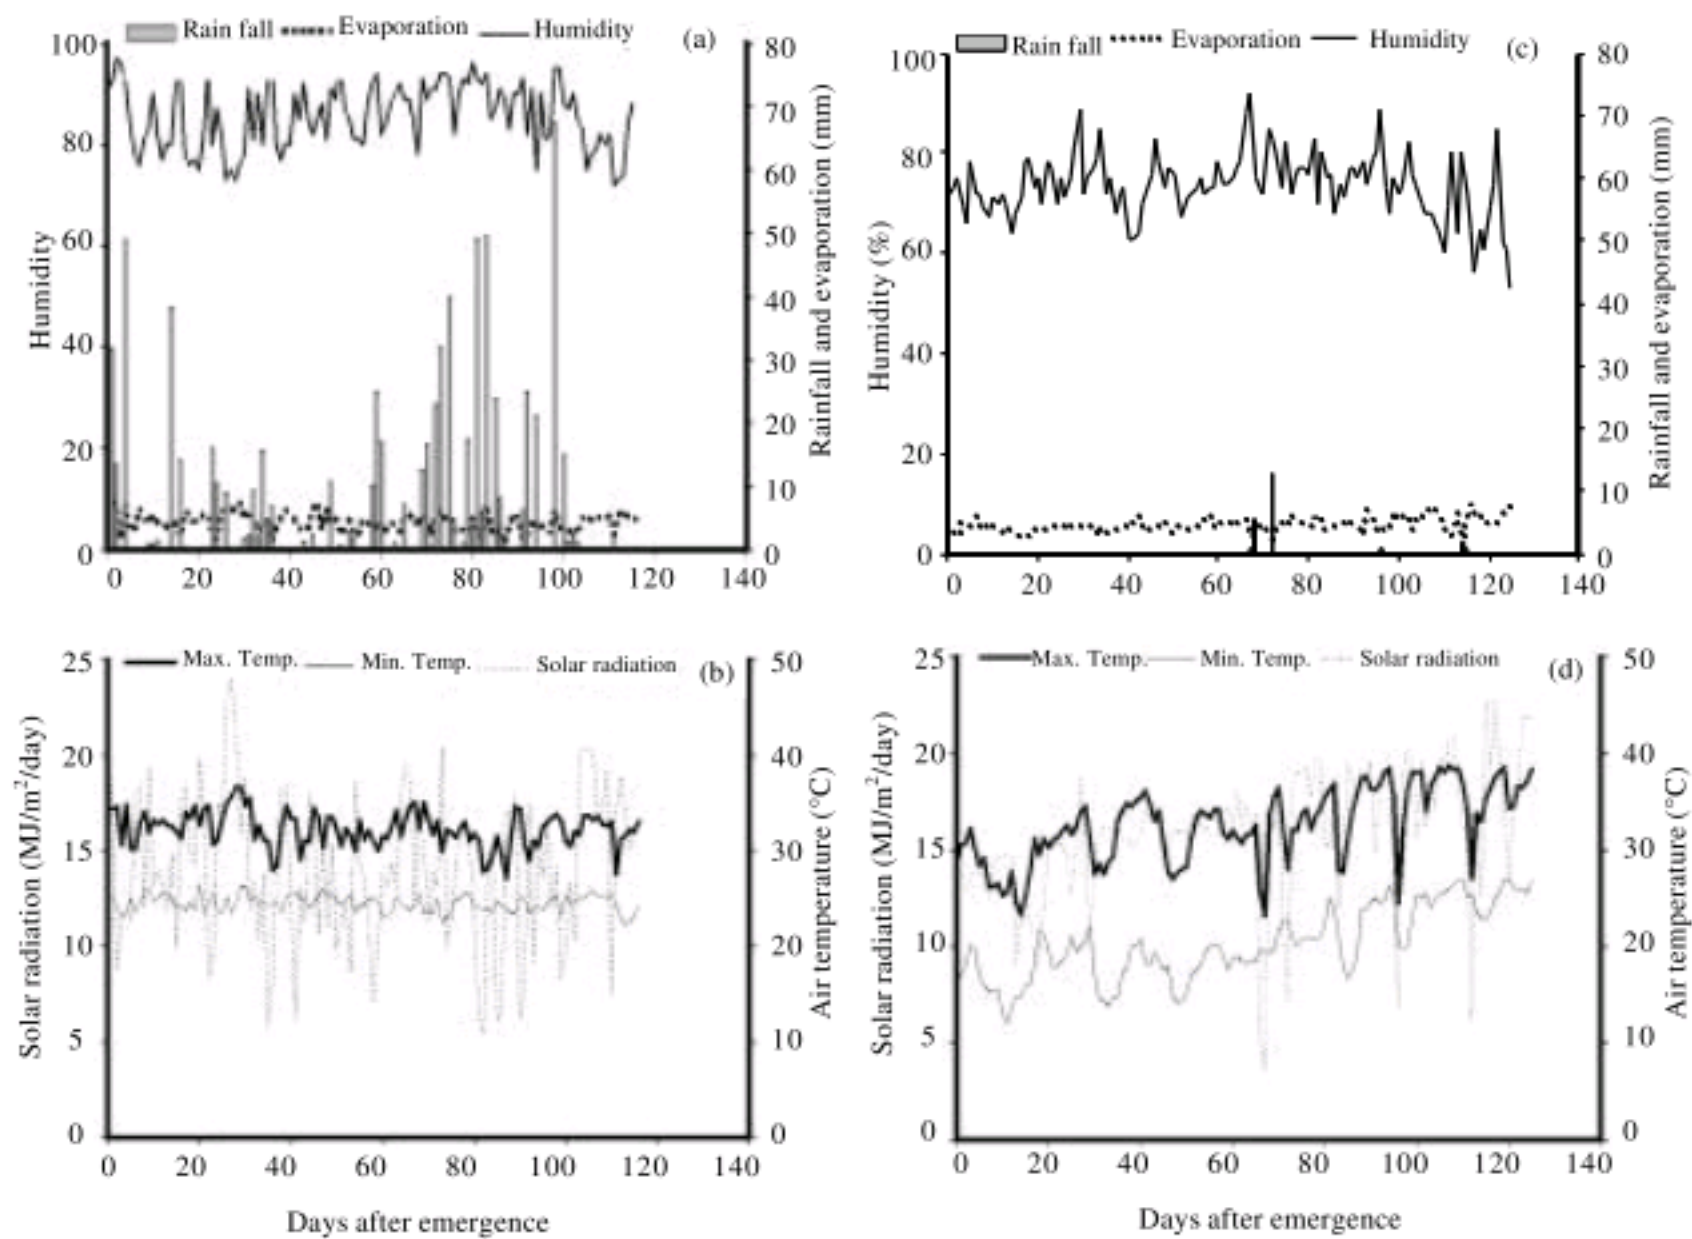 Rain fall Evaporation Humidity (a)
100 80 60 40 20 0
Humidity
80 70 60 50 40 30 20 10 0
Rainfall and evaporation (mm)
0 20 40 60 80 100 120 140
Rain fall Evaporation Humidity (c)
100 80 60 40 20 0
Humidity (%)
80 70 60 50 40 30 20 10 0
Rainfall and evaporation (mm)
0 20 40 60 80 100 120 140
Max. Temp. Min. Temp. Solar radiation (b)
25 20 15 10 5 0
Solar radiation (MJ/m²/day)
50 40 30 20 10 0
Air temperature (°C)
0 20 40 60 80 100 120 140
Days after emergence
Max. Temp. Min. Temp. Solar radiation (d)
25 20 15 10 5 0
Solar radiation (MJ/m²/day)
50 40 30 20 10 0
Air temperature (°C)
0 20 40 60 80 100 120 140
Days after emergence